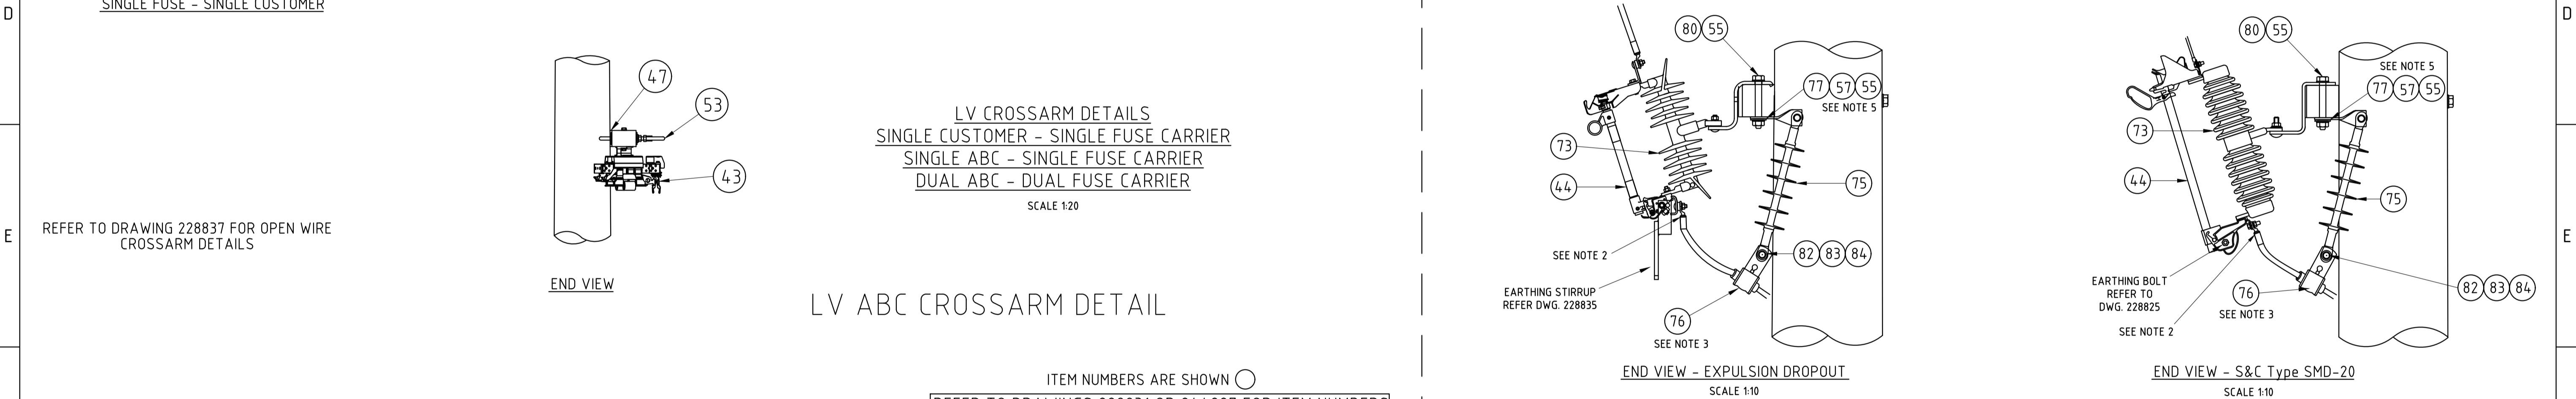 D
SINGLE FUSE - SINGLE CUSTOMER
47
53
43
END VIEW
REFER TO DRAWING 228837 FOR OPEN WIRE
CROSSARM DETAILS
E
LV CROSSARM DETAILS
SINGLE CUSTOMER - SINGLE FUSE CARRIER
SINGLE ABC - SINGLE FUSE CARRIER
DUAL ABC - DUAL FUSE CARRIER
SCALE 1:20
LV ABC CROSSARM DETAIL
ITEM NUMBERS ARE SHOWN
80 55
77 57 55
SEE NOTE 5
73
44
75
SEE NOTE 2
82 83 84
EARTHING STIRRUP
REFER DWG. 228835
76
SEE NOTE 3
END VIEW - EXPULSION DROPOUT
SCALE 1:10
80 55
SEE NOTE 5
77 57 55
73
44
75
EARTHING BOLT
REFER TO
DWG. 228825
SEE NOTE 2
82 83 84
76
SEE NOTE 3
END VIEW - S&C Type SMD-20
SCALE 1:10
D
E